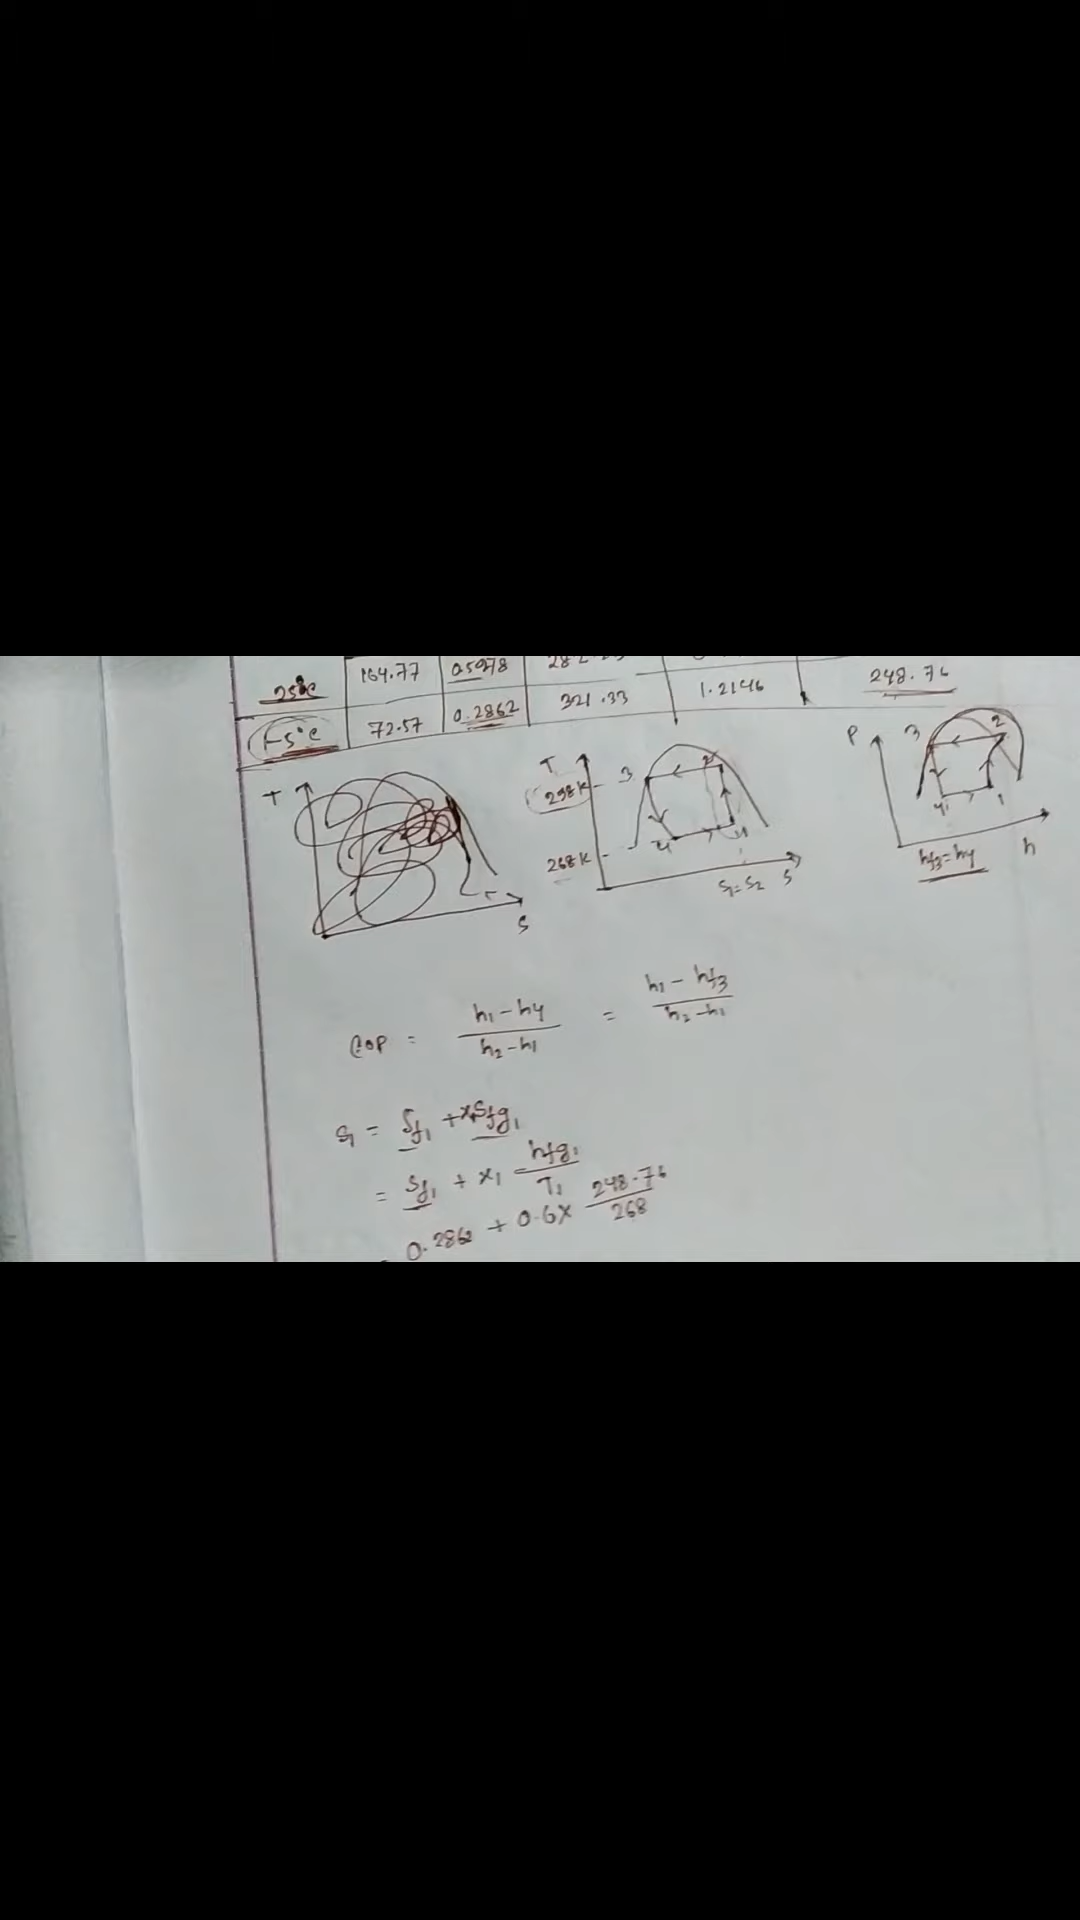 25°C 164.77 0.5978
-5°C 72.57 0.2862 321.33 1.2146 248.76
T
S
T
298K
268K
3
4
1
S1=S2 S
P
3 2
4 1
hf3=h4 h
COP = h1-h4/h2-h1 = h1-hf3/h2-h1
S1 = Sf1 + x1Sfg1
= Sf1 + x1 hfg1/T1
= 0.2862 + 0.6 x 248.76/268